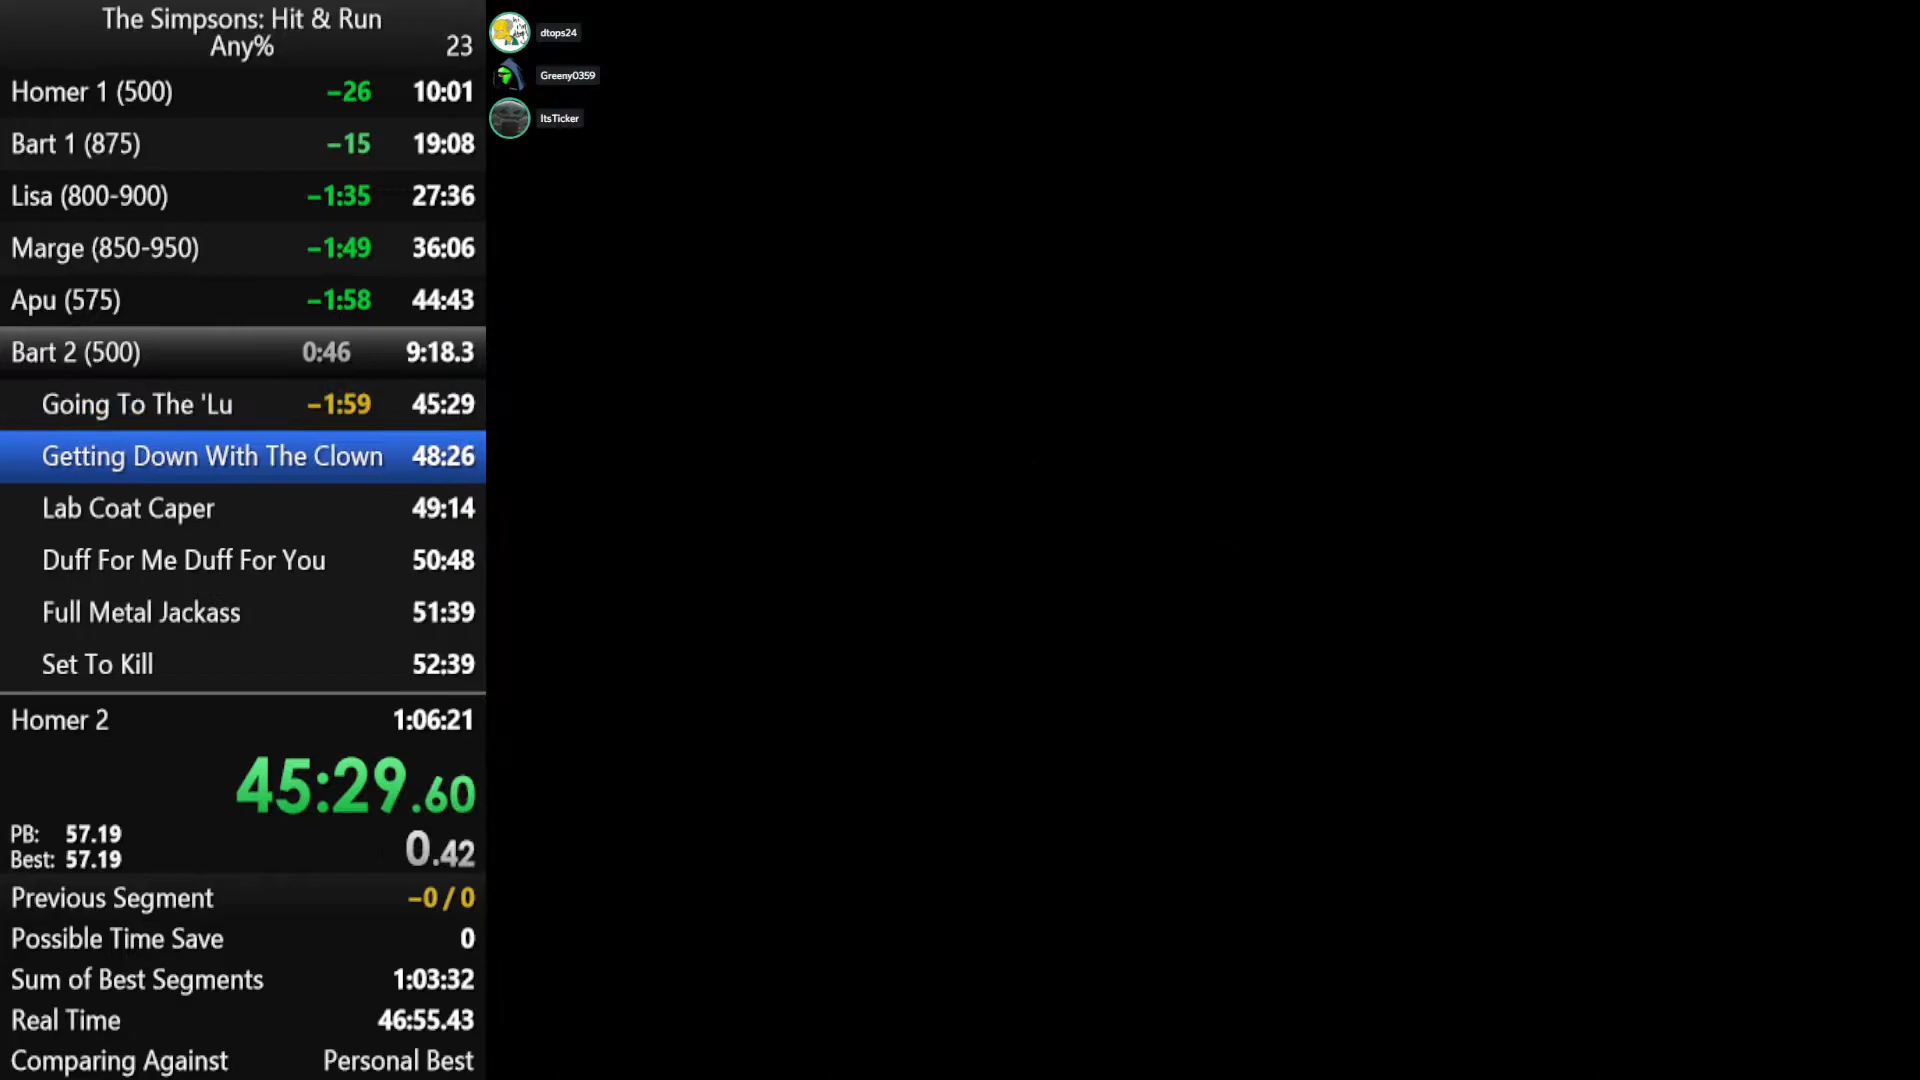 The Simpsons: Hit & Run
Any% 23
Homer 1 (500) −26 10:01
Bart 1 (875) −15 19:08
Lisa (800-900) −1:35 27:36
Marge (850-950) −1:49 36:06
Apu (575) −1:58 44:43
Bart 2 (500) 0:46 9:18.3
Going To The 'Lu −1:59 45:29
Getting Down With The Clown 48:26
Lab Coat Caper 49:14
Duff For Me Duff For You 50:48
Full Metal Jackass 51:39
Set To Kill 52:39
Homer 2 1:06:21
45:29.60
PB: 57.19
Best: 57.19
0.42
Previous Segment −0 / 0
Possible Time Save 0
Sum of Best Segments 1:03:32
Real Time 46:55.43
Comparing Against Personal Best
dtops24
Greeny0359
ItsTicker